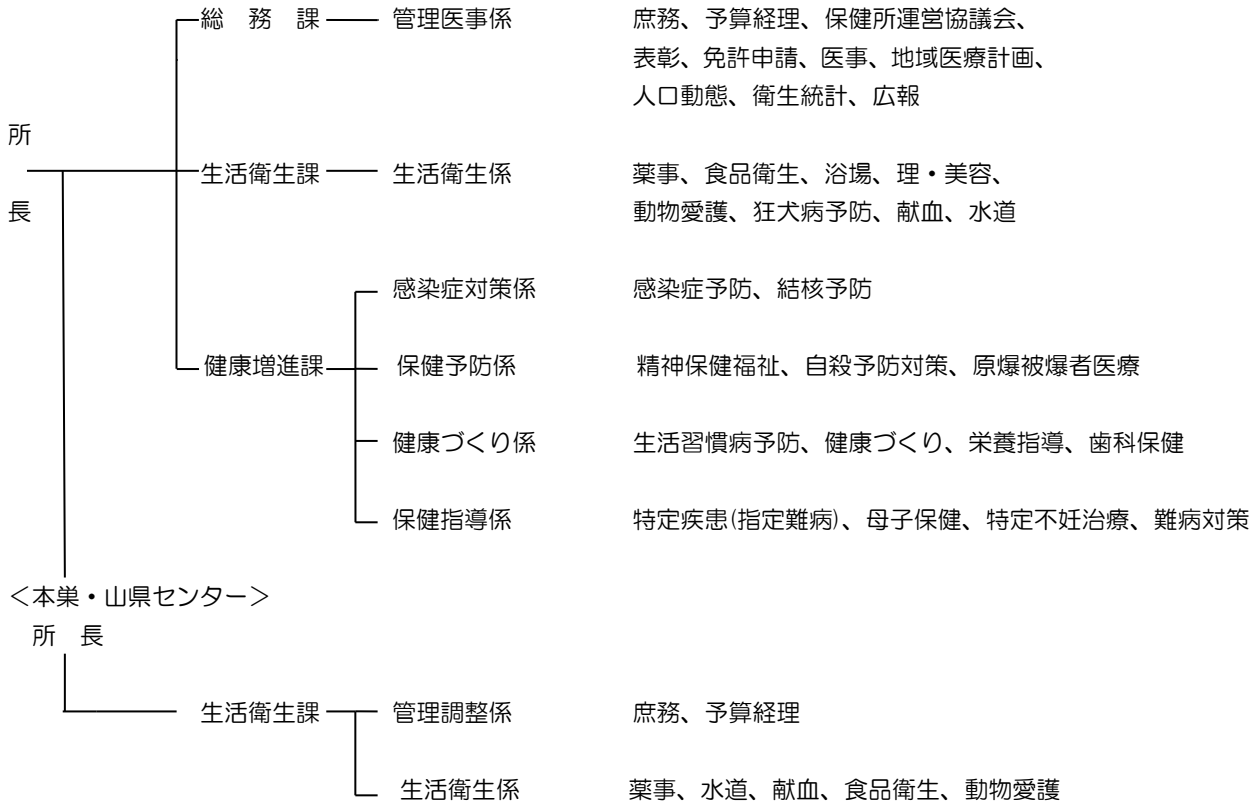 総　務　課 管理医事係 庶務、予算経理、保健所運営協議会、
表彰、免許申請、医事、地域医療計画、
人口動態、衛生統計、広報
所
生活衛生課 生活衛生係 薬事、食品衛生、浴場、理・美容、
長 動物愛護、狂犬病予防、献血、水道
感染症対策係 感染症予防、結核予防
健康増進課 保健予防係 精神保健福祉、自殺予防対策、原爆被爆者医療
健康づくり係 生活習慣病予防、健康づくり、栄養指導、歯科保健
保健指導係 特定疾患(指定難病)、母子保健、特定不妊治療、難病対策
＜本巣・山県センター＞
所　長
生活衛生課 管理調整係 庶務、予算経理
生活衛生係 薬事、水道、献血、食品衛生、動物愛護